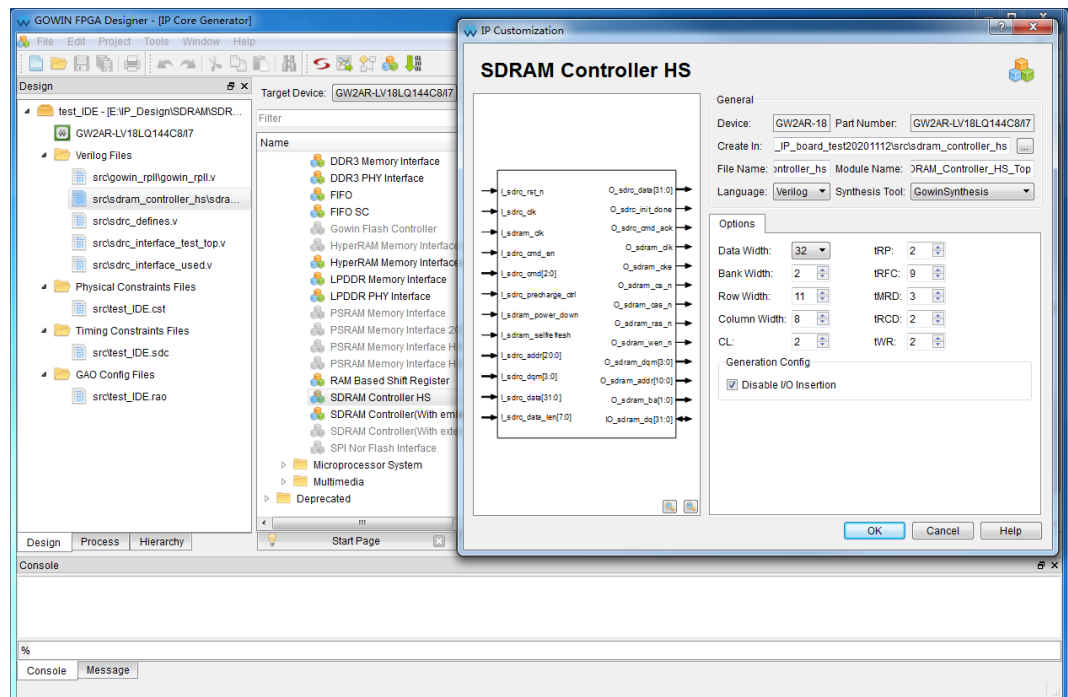 GOWIN FPGA Designer - [IP Core Generator]
File Edit Project Tools Window Help
Design
test_IDE - [E:\IP_Design\SDRAM\SDR...
GW2AR-LV18LQ144C8/I7
Verilog Files
src\gowin_rpll\gowin_rpll.v
src\sdram_controller_hs\sdra...
src\sdrc_defines.v
src\sdrc_interface_test_top.v
src\sdrc_interface_used.v
Physical Constraints Files
src\test_IDE.cst
Timing Constraints Files
src\test_IDE.sdc
GAO Config Files
src\test_IDE.rao
Design Process Hierarchy
Target Device: GW2AR-LV18LQ144C8/I7
Filter
Name
DDR3 Memory Interface
DDR3 PHY Interface
FIFO
FIFO SC
Gowin Flash Controller
HyperRAM Memory Interface
HyperRAM Memory Interface
LPDDR Memory Interface
LPDDR PHY Interface
PSRAM Memory Interface
PSRAM Memory Interface 2
PSRAM Memory Interface H
PSRAM Memory Interface H
RAM Based Shift Register
SDRAM Controller HS
SDRAM Controller(With em
SDRAM Controller(With ext
SPI Nor Flash Interface
Microprocessor System
Multimedia
Deprecated
Start Page
IP Customization
SDRAM Controller HS
I_sdrc_rst_n
I_sdrc_clk
I_sdram_clk
I_sdrc_cmd_en
I_sdrc_cmd[2:0]
I_sdrc_precharge_ctrl
I_sdram_power_down
I_sdram_selfrefresh
I_sdrc_addr[20:0]
I_sdrc_dqm[3:0]
I_sdrc_data[31:0]
I_sdrc_data_len[7:0]
O_sdrc_data[31:0]
O_sdrc_init_done
O_sdrc_cmd_ack
O_sdram_clk
O_sdram_cke
O_sdram_cs_n
O_sdram_cas_n
O_sdram_ras_n
O_sdram_wen_n
O_sdram_dqm[3:0]
O_sdram_addr[10:0]
O_sdram_ba[1:0]
IO_sdram_dq[31:0]
General
Device: GW2AR-18 Part Number: GW2AR-LV18LQ144C8/I7
Create In: _IP_board_test20201112\src\sdram_controller_hs ...
File Name: ontroller_hs Module Name: DRAM_Controller_HS_Top
Language: Verilog Synthesis Tool: GowinSynthesis
Options
Data Width: 32 tRP: 2
Bank Width: 2 tRFC: 9
Row Width: 11 tMRD: 3
Column Width: 8 tRCD: 2
CL: 2 tWR: 2
Generation Config
Disable I/O Insertion
OK Cancel Help
Console
%
Console Message